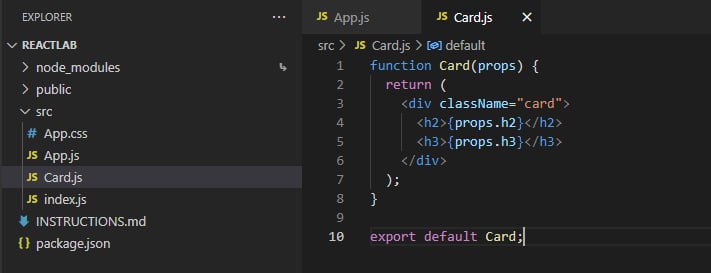 EXPLORER
...
REACTLAB
node_modules
public
src
# App.css
JS App.js
JS Card.js
JS index.js
INSTRUCTIONS.md
{} package.json
JS App.js
JS Card.js
src > JS Card.js > default
1 function Card(props) {
2   return (
3     <div className="card">
4       <h2>{props.h2}</h2>
5       <h3>{props.h3}</h3>
6     </div>
7   );
8 }
9
10 export default Card;